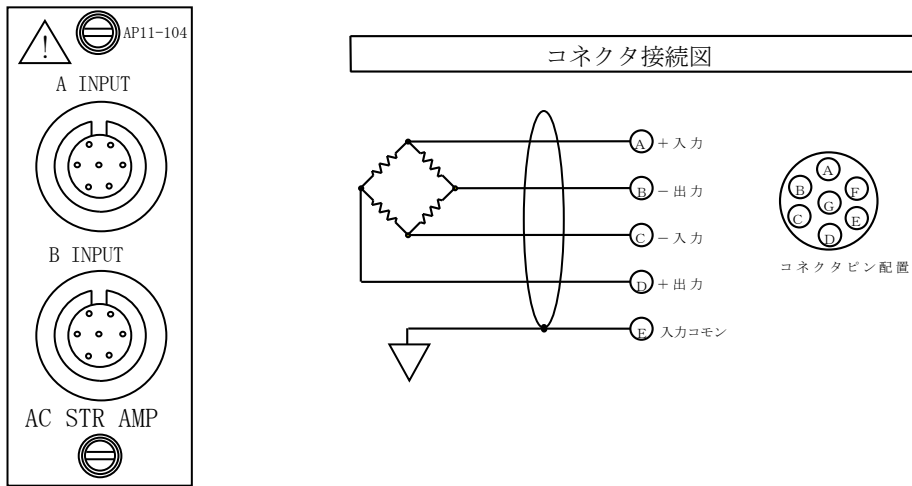 !
AP11-104
A INPUT
B INPUT
AC STR AMP
コネクタ接続図
A +入力
B -出力
C -入力
D +出力
E 入力コモン
A
B
F
G
C
E
D
コネクタピン配置